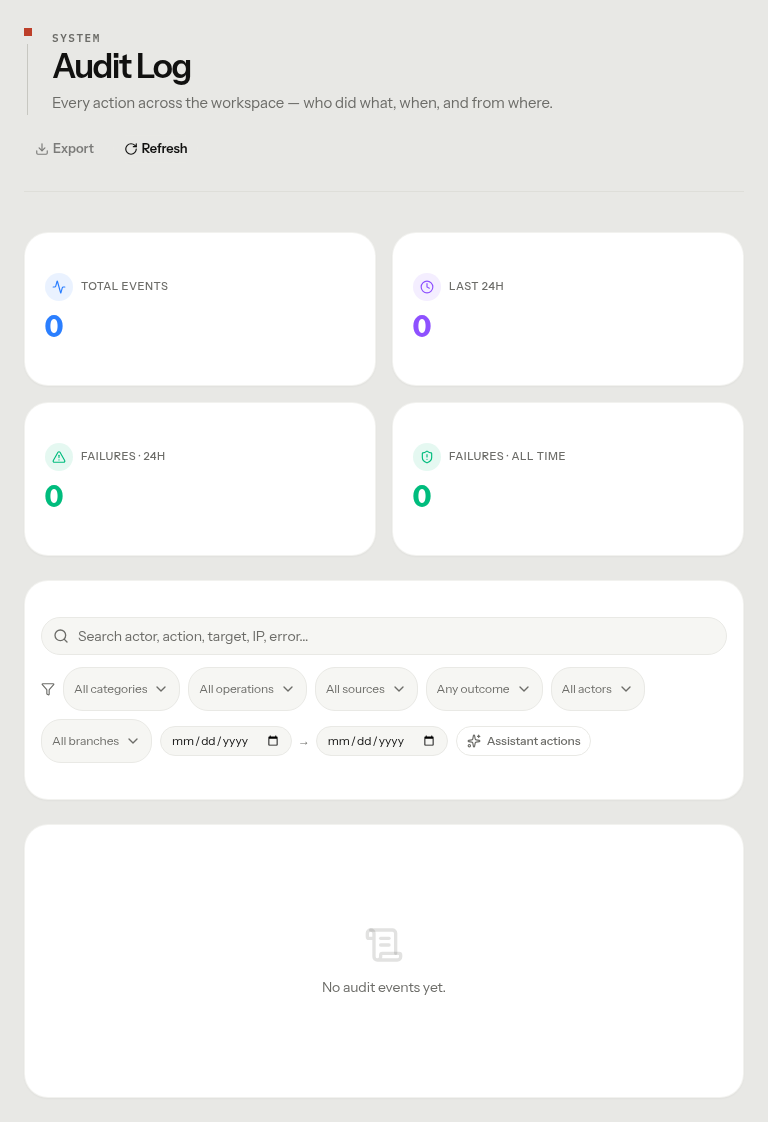 SYSTEM
Audit Log
Every action across the workspace — who did what, when, and from where.
Export Refresh
TOTAL EVENTS
0
LAST 24H
0
FAILURES · 24H
0
FAILURES · ALL TIME
0
Search actor, action, target, IP, error...
All categories All operations All sources Any outcome All actors
All branches mm/dd/yyyy → mm/dd/yyyy Assistant actions
No audit events yet.